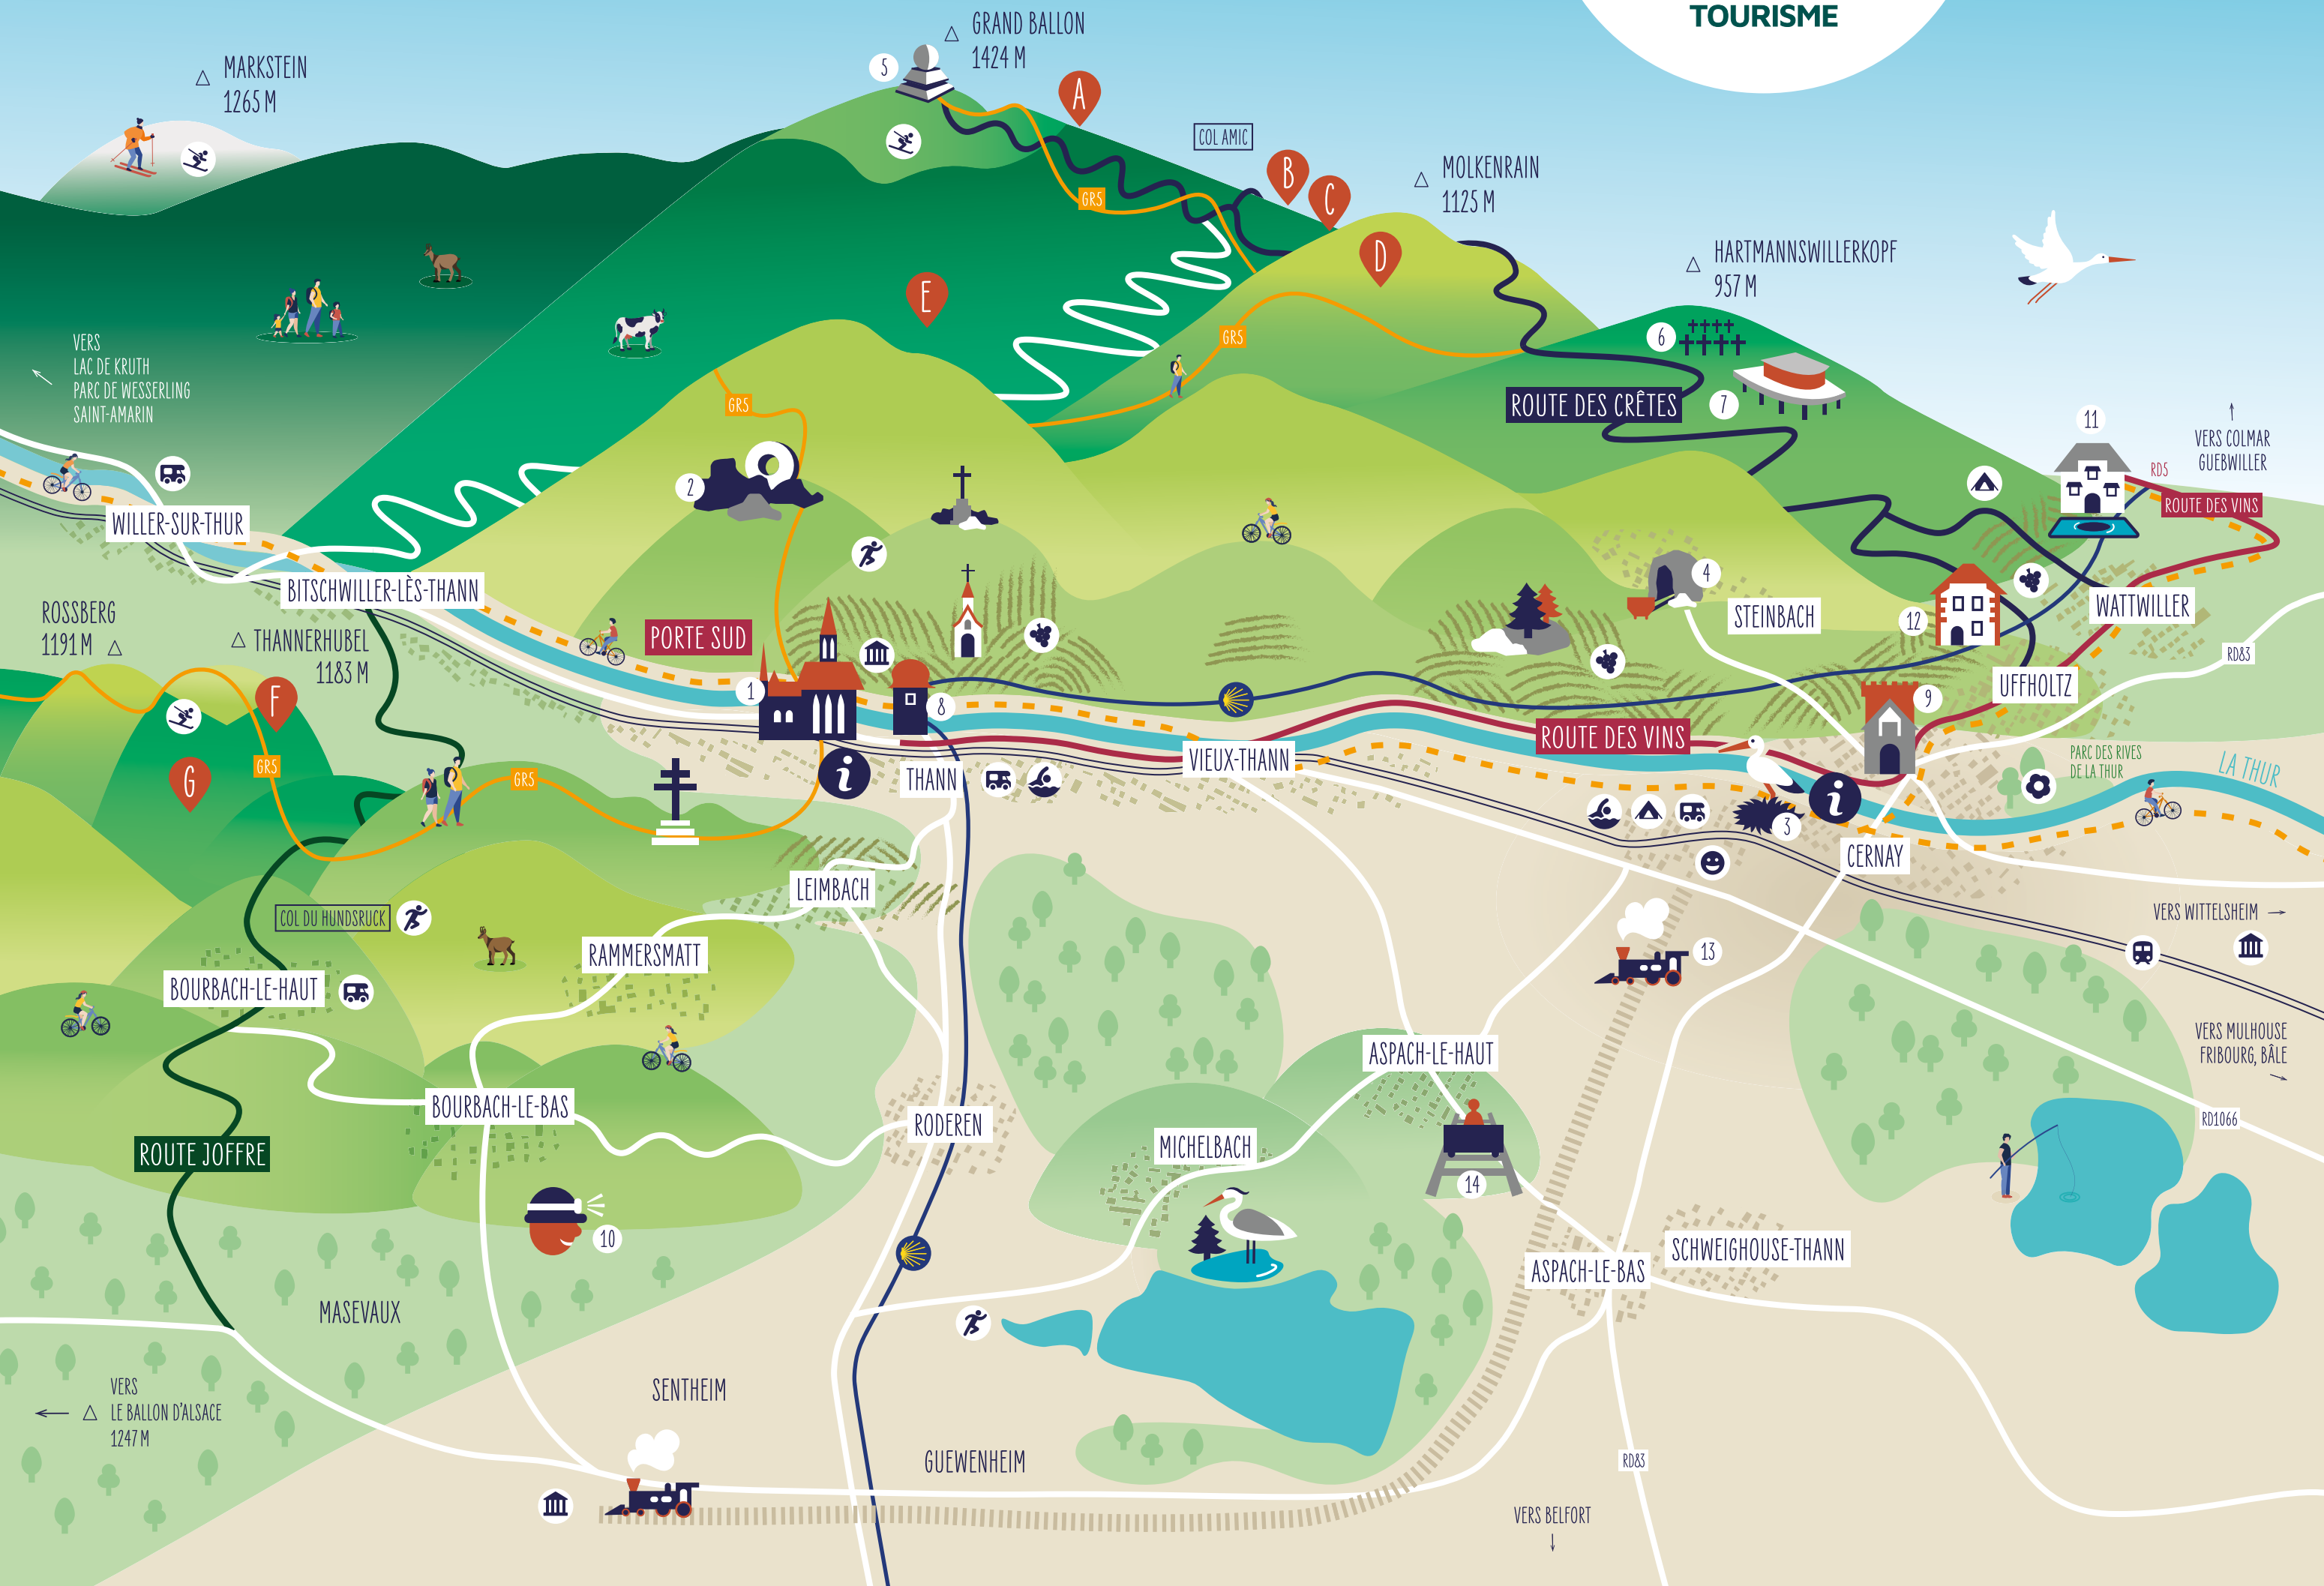 TOURISME
GRAND BALLON
1424 M
MARKSTEIN
1265 M
5
A
COL AMIC
B
C
MOLKENRAIN
1125 M
GR5
D
HARTMANNSWILLERKOPF
957 M
E
VERS
LAC DE KRUTH
PARC DE WESSERLING
SAINT-AMARIN
GR5
6
7
ROUTE DES CRÊTES
GR5
11
VERS COLMAR
GUEBWILLER
RD5
ROUTE DES VINS
2
WILLER-SUR-THUR
BITSCHWILLER-LÈS-THANN
4
STEINBACH
WATTWILLER
12
ROSSBERG
1191 M
THANNERHUBEL
1183 M
PORTE SUD
RD83
UFFHOLTZ
1
8
9
F
G
GR5
GR5
i
THANN
VIEUX-THANN
ROUTE DES VINS
PARC DES RIVES
DE LA THUR
LA THUR
i
3
CERNAY
LEIMBACH
COL DU HUNDSRUCK
VERS WITTELSHEIM
RAMMERSMATT
13
BOURBACH-LE-HAUT
VERS MULHOUSE
FRIBOURG, BÂLE
ASPACH-LE-HAUT
BOURBACH-LE-BAS
RODEREN
RD1066
MICHELBACH
ROUTE JOFFRE
14
10
SCHWEIGHOUSE-THANN
ASPACH-LE-BAS
MASEVAUX
VERS
LE BALLON D'ALSACE
1247 M
SENTHEIM
GUEWENHEIM
RD83
VERS BELFORT